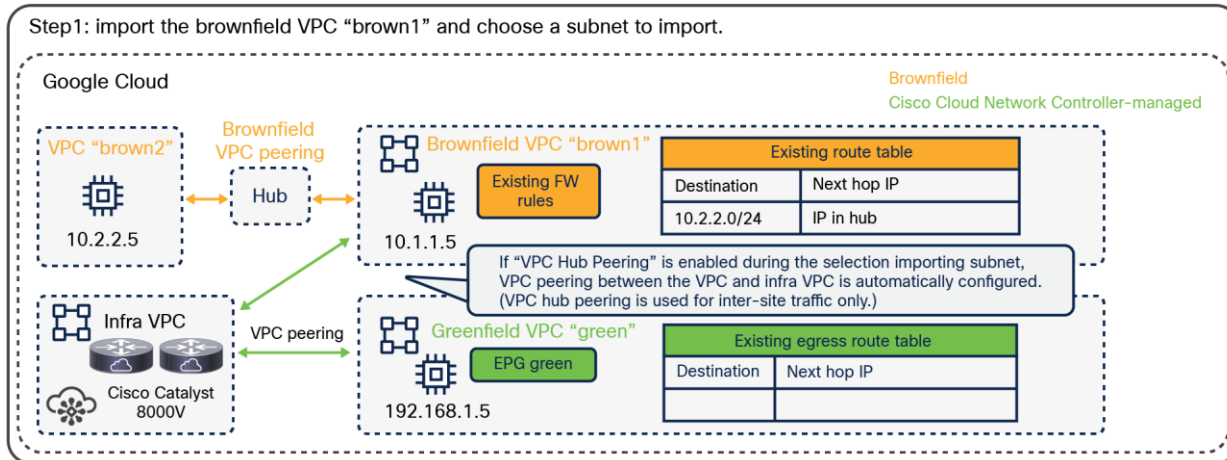 Step1: import the brownfield VPC “brown1” and choose a subnet to import.
Google Cloud
Brownfield
Cisco Cloud Network Controller-managed
VPC “brown2”
10.2.2.5
Brownfield
VPC peering
Hub
Brownfield VPC “brown1”
Existing FW
rules
10.1.1.5
Existing route table
Destination Next hop IP
10.2.2.0/24 IP in hub
If “VPC Hub Peering” is enabled during the selection importing subnet,
VPC peering between the VPC and infra VPC is automatically configured.
(VPC hub peering is used for inter-site traffic only.)
Infra VPC
Cisco Catalyst
8000V
VPC peering
Greenfield VPC “green”
EPG green
192.168.1.5
Existing egress route table
Destination Next hop IP